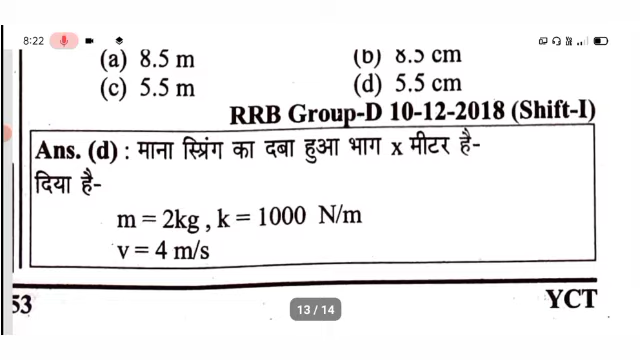 8:22
(a) 8.5 m (b) 8.5 cm
(c) 5.5 m (d) 5.5 cm
RRB Group-D 10-12-2018 (Shift-I)
Ans. (d) : माना स्प्रिंग का दबा हुआ भाग x मीटर है-
दिया है-
m = 2kg , k = 1000 N/m
v = 4 m/s
53 13 / 14 YCT